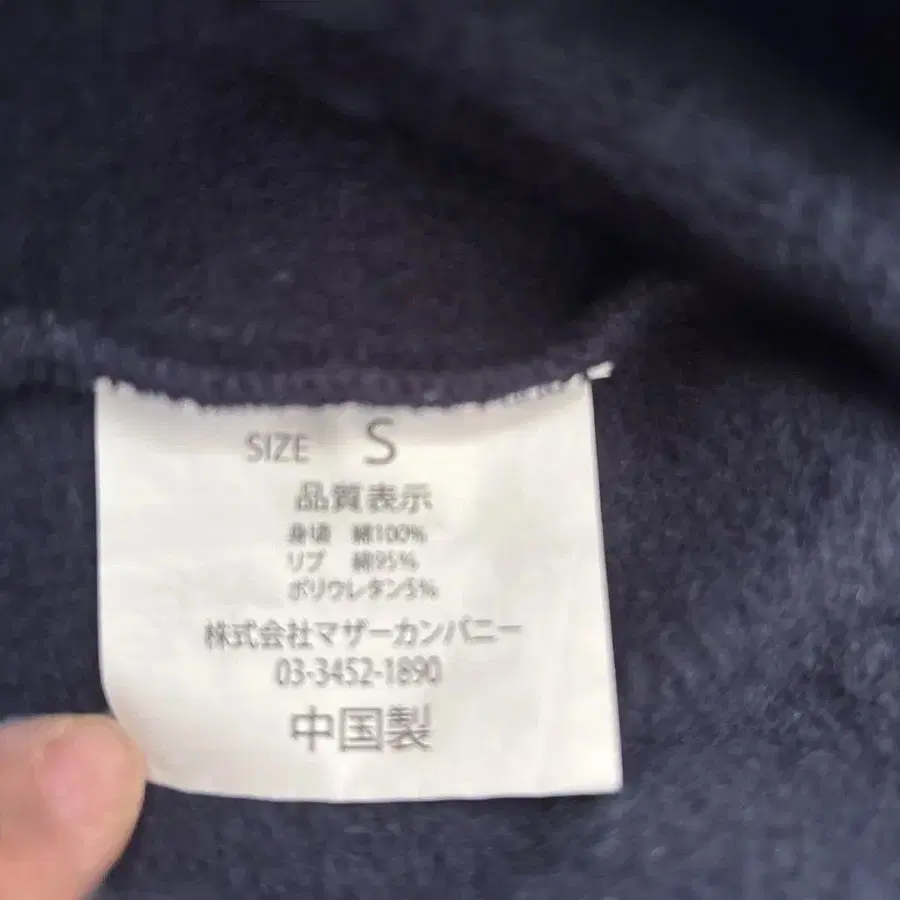 SIZE S
品質表示
身頃 綿100%
リブ 綿95%
ポリウレタン5%
株式会社マザーカンパニー
03-3452-1890
中国製